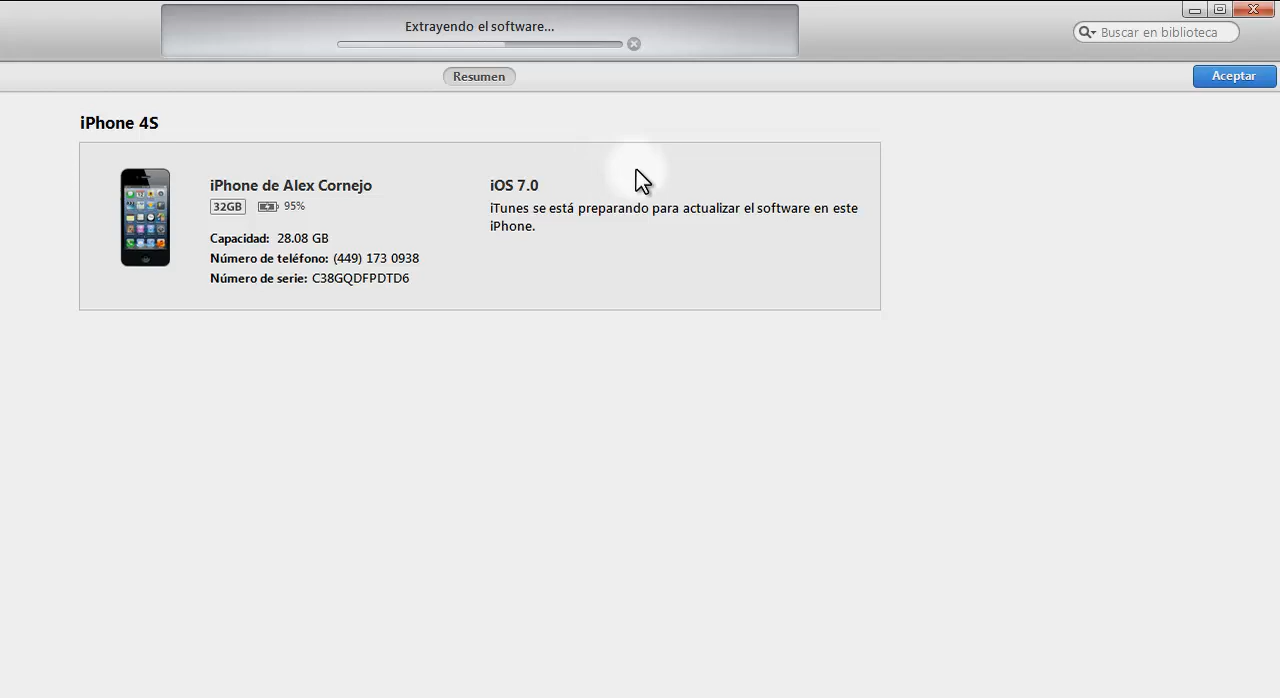 Extrayendo el software...
Buscar en biblioteca
Resumen
Aceptar
iPhone 4S
iPhone de Alex Cornejo
32GB 95%
Capacidad: 28.08 GB
Número de teléfono: (449) 173 0938
Número de serie: C38GQDFPDTD6
iOS 7.0
iTunes se está preparando para actualizar el software en este
iPhone.